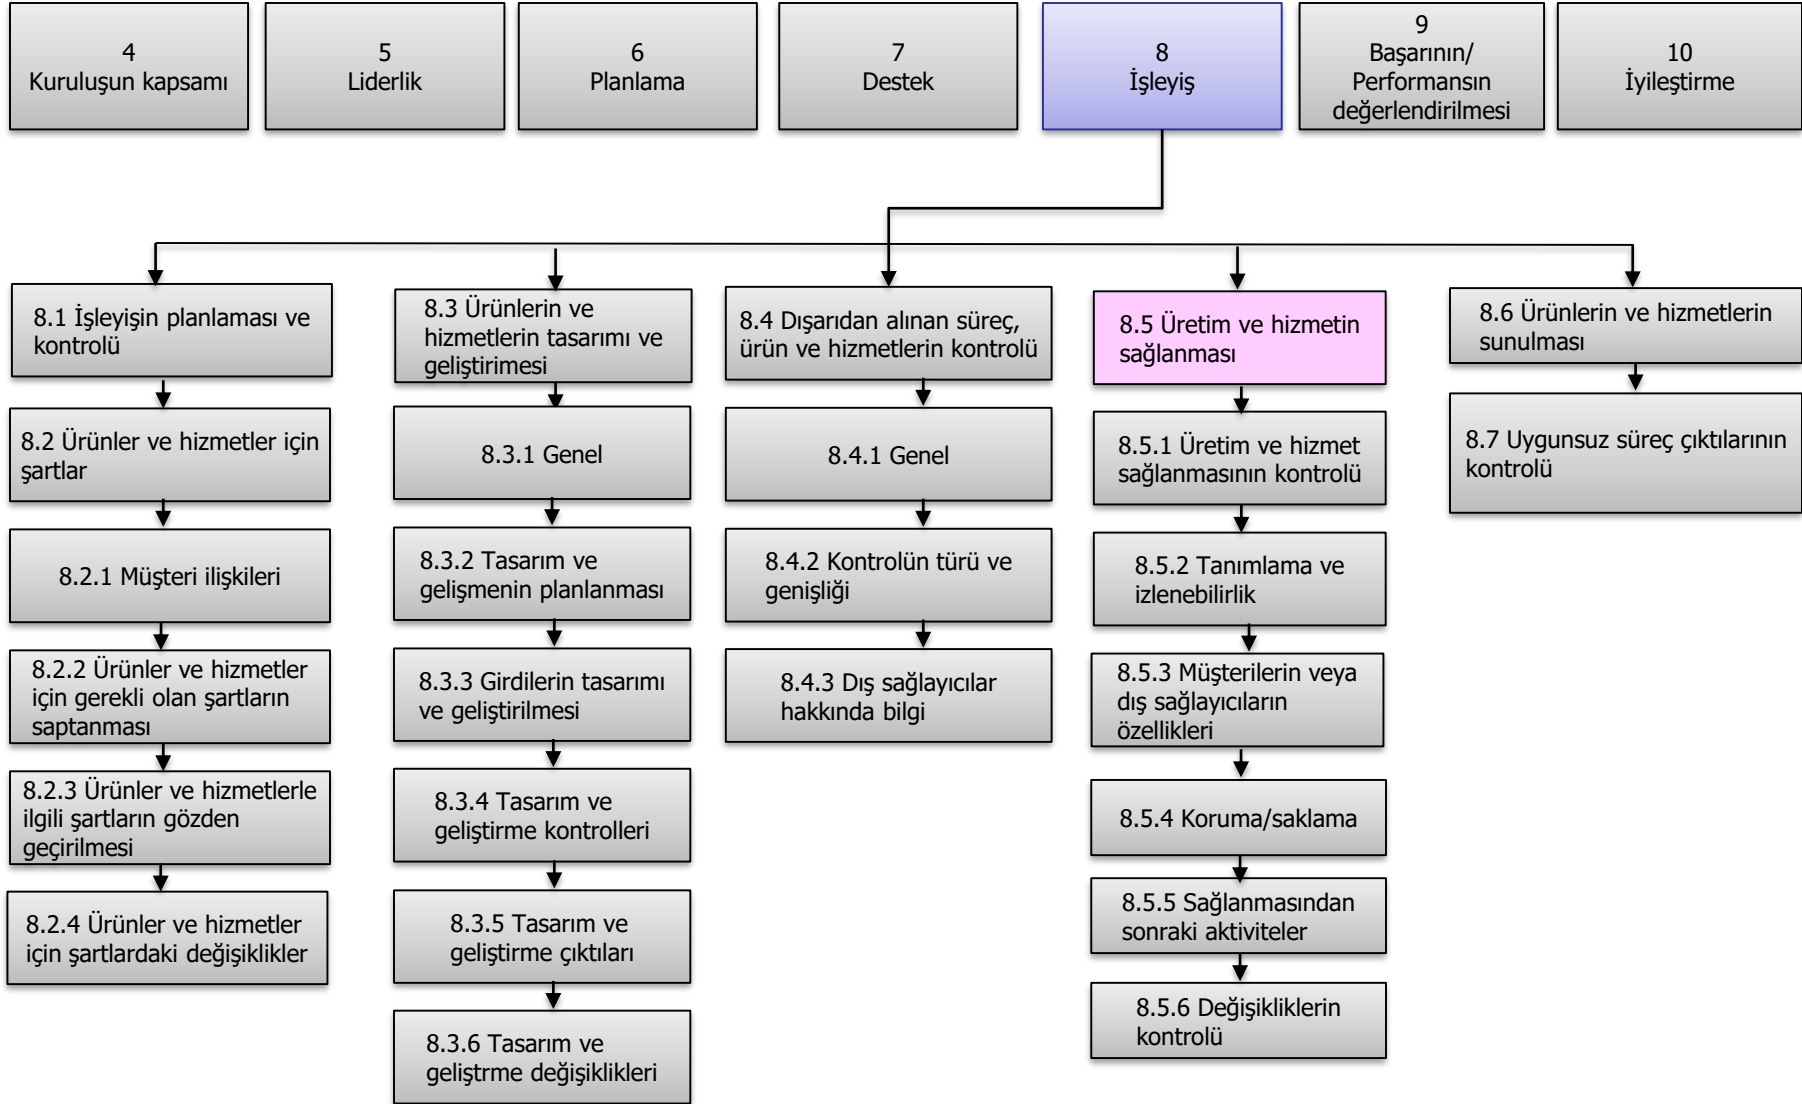 4
Kuruluşun kapsamı
5
Liderlik
6
Planlama
7
Destek
8
İşleyiş
9
Başarının/
Performansın
değerlendirilmesi
10
İyileştirme
8.1 İşleyişin planlaması ve
kontrolü
8.2 Ürünler ve hizmetler için
şartlar
8.2.1 Müşteri ilişkileri
8.2.2 Ürünler ve hizmetler
için gerekli olan şartların
saptanması
8.2.3 Ürünler ve hizmetlerle
ilgili şartların gözden
geçirilmesi
8.2.4 Ürünler ve hizmetler
için şartlardaki değişiklikler
8.3 Ürünlerin ve
hizmetlerin tasarımı ve
geliştirimesi
8.3.1 Genel
8.3.2 Tasarım ve
gelişmenin planlanması
8.3.3 Girdilerin tasarımı
ve geliştirilmesi
8.3.4 Tasarım ve
geliştirme kontrolleri
8.3.5 Tasarım ve
geliştirme çıktıları
8.3.6 Tasarım ve
geliştrme değişiklikleri
8.4 Dışarıdan alınan süreç,
ürün ve hizmetlerin kontrolü
8.4.1 Genel
8.4.2 Kontrolün türü ve
genişliği
8.4.3 Dış sağlayıcılar
hakkında bilgi
8.5 Üretim ve hizmetin
sağlanması
8.5.1 Üretim ve hizmet
sağlanmasının kontrolü
8.5.2 Tanımlama ve
izlenebilirlik
8.5.3 Müşterilerin veya
dış sağlayıcıların
özellikleri
8.5.4 Koruma/saklama
8.5.5 Sağlanmasından
sonraki aktiviteler
8.5.6 Değişikliklerin
kontrolü
8.6 Ürünlerin ve hizmetlerin
sunulması
8.7 Uygunsuz süreç çıktılarının
kontrolü